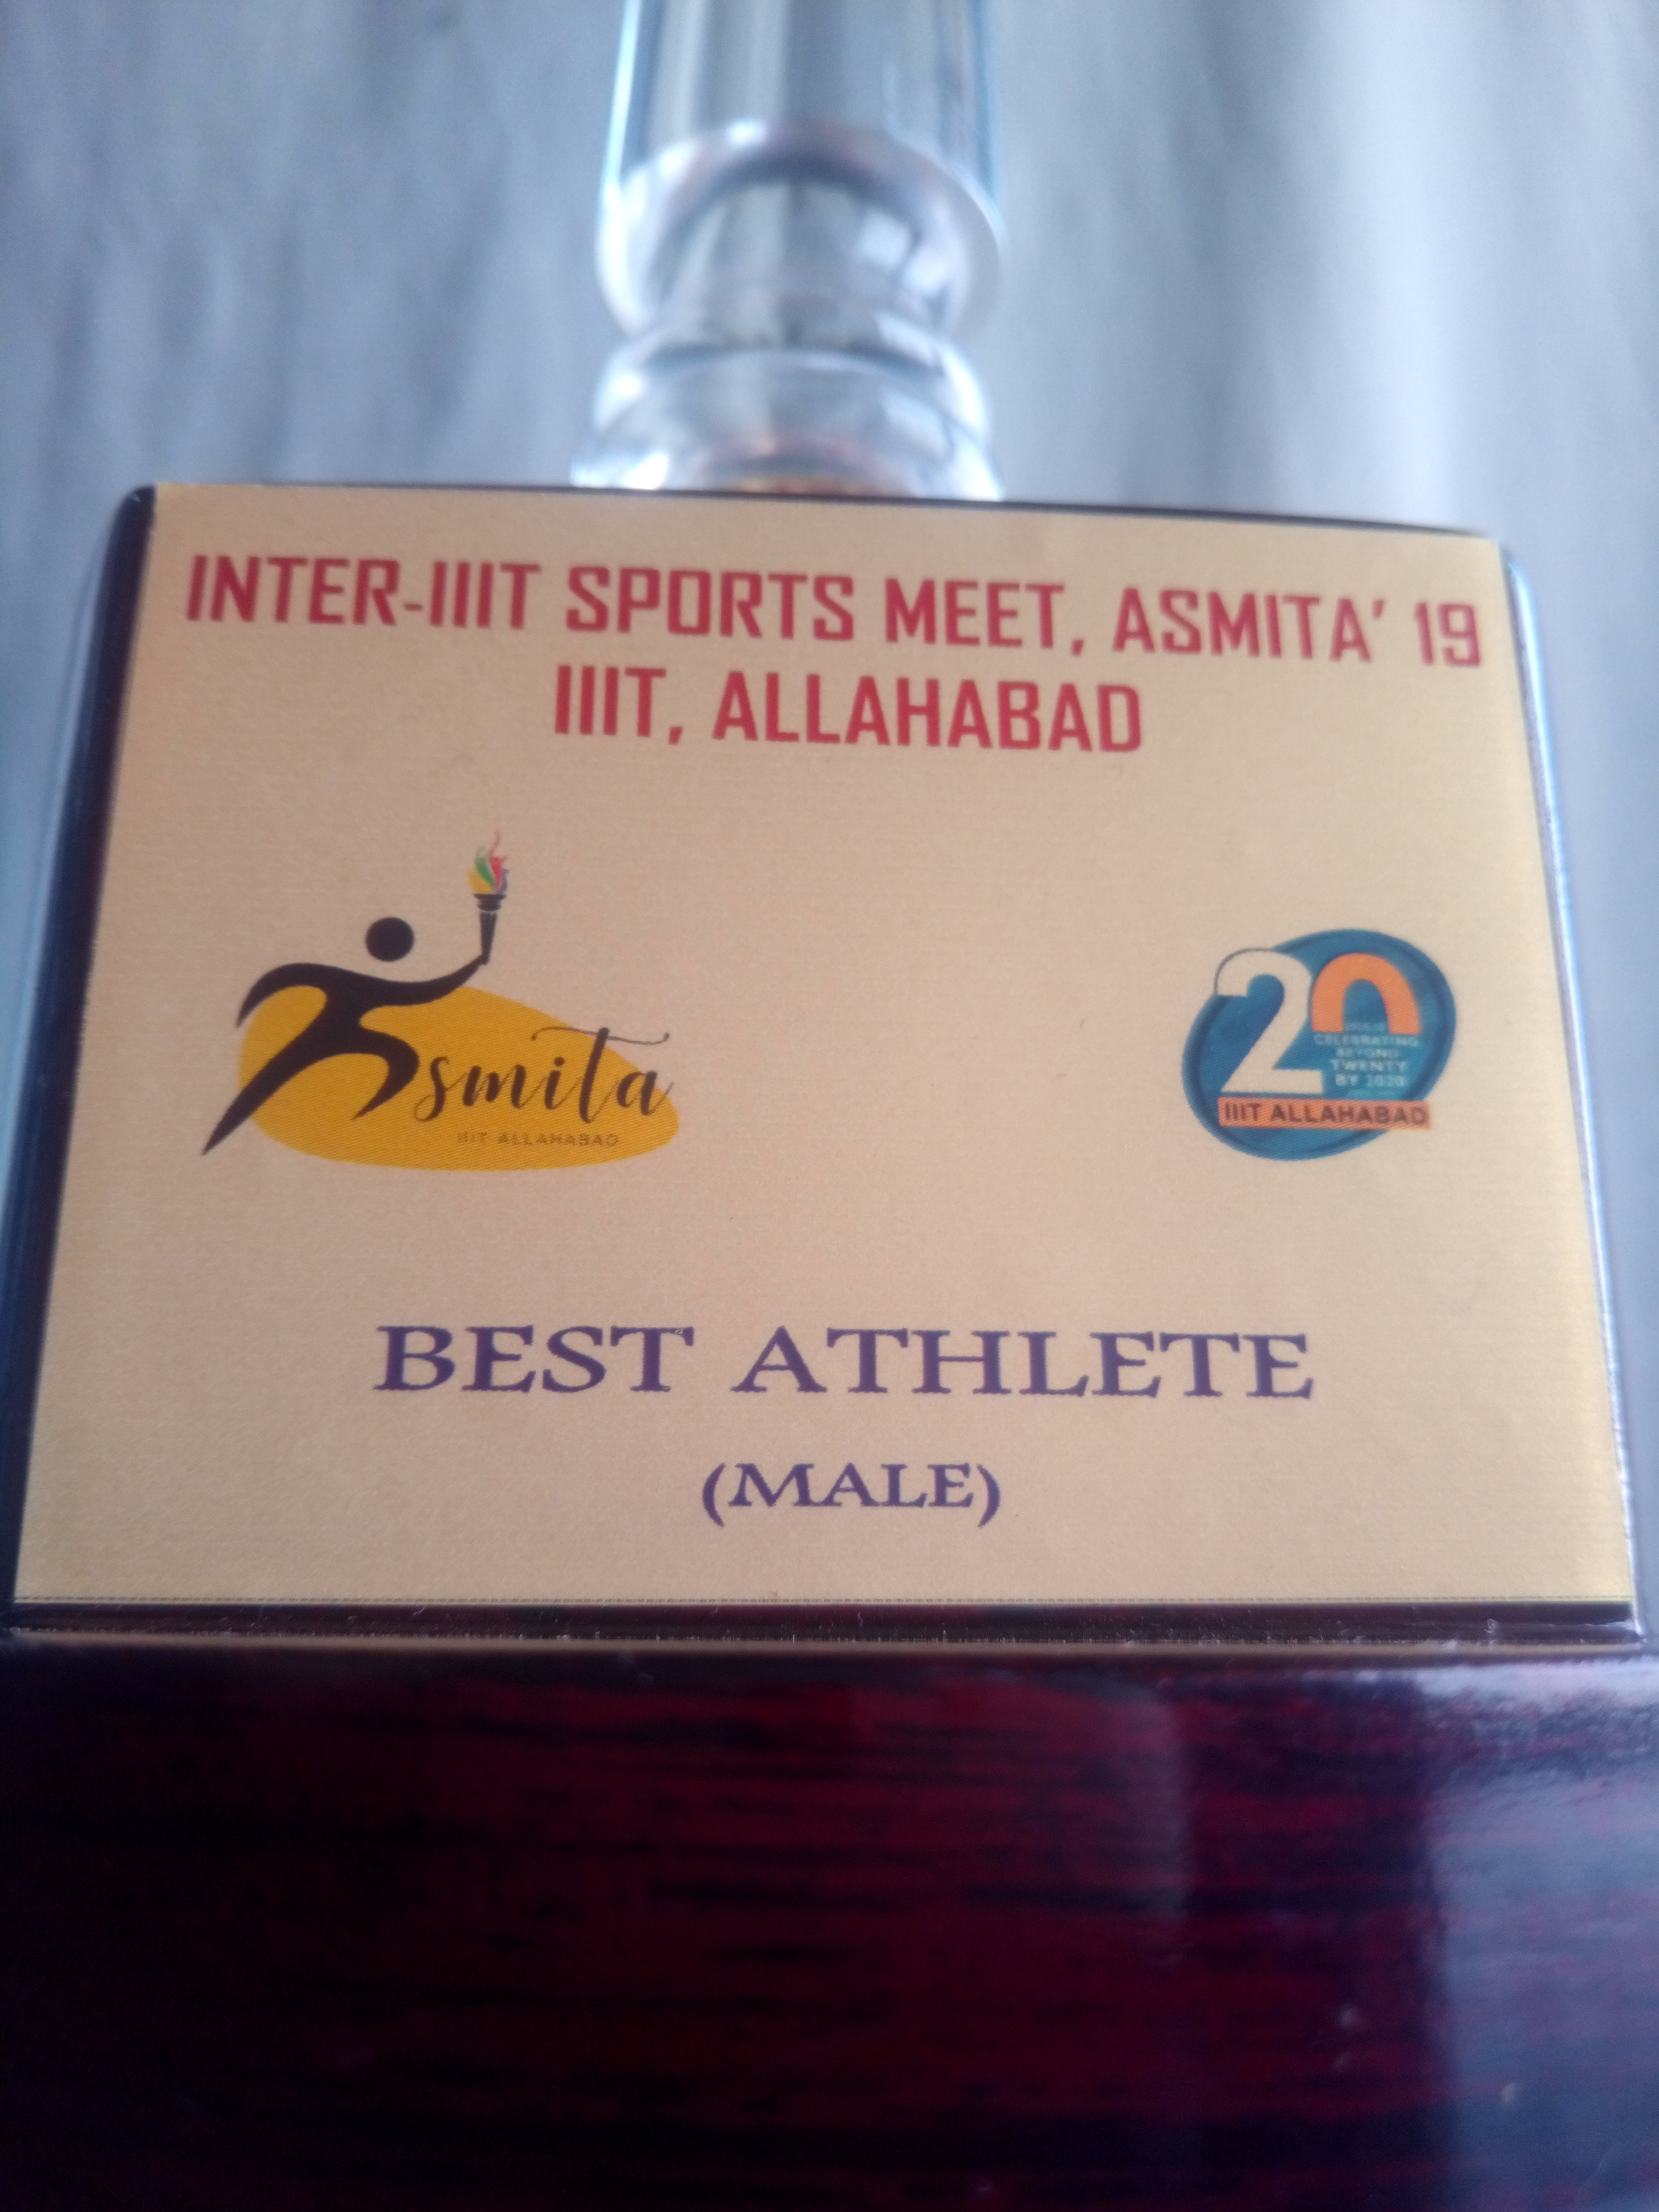 INTER-IIIT SPORTS MEET, ASMITA' 19
IIIT, ALLAHABAD
Asmita
IIIT ALLAHABAD
20
CELEBRATING
BEYOND
TWENTY
BY 2020
IIIT ALLAHABAD
BEST ATHLETE
(MALE)